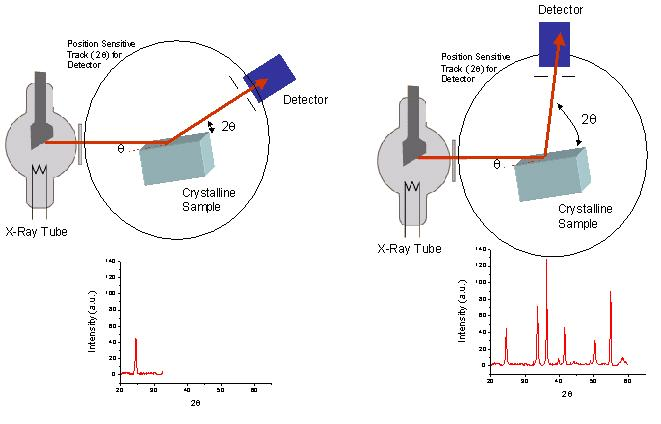 Detector
Position Sensitive
Track (2θ) for
Detector
Detector
2θ
θ
Crystalline
Sample
X-Ray Tube
Position Sensitive
Track (2θ) for
Detector
2θ
θ
Crystalline
Sample
X-Ray Tube
140
120
100
80
60
40
20
0
Intensity (a.u.)
20 30 40 50 60
2θ
140
120
100
80
60
40
20
0
Intensity (a.u.)
20 30 40 50 60
2θ